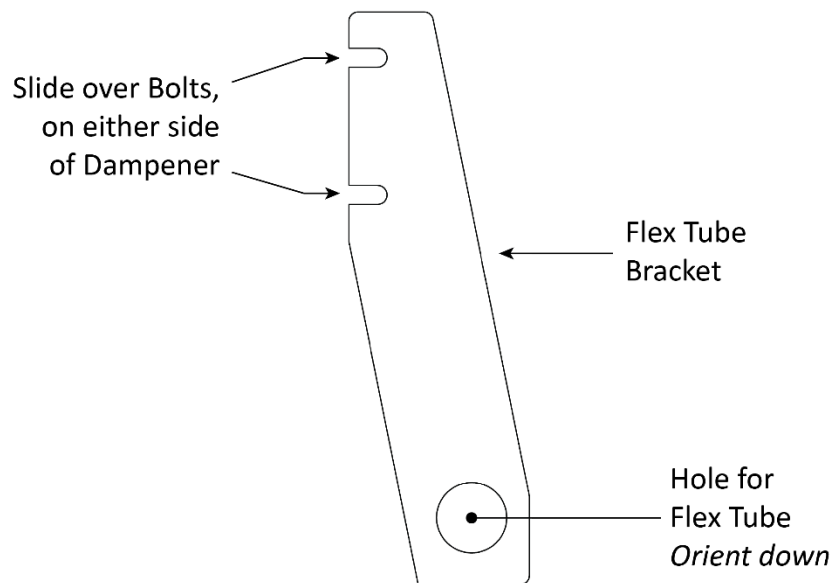 Slide over Bolts,
on either side
of Dampener
Flex Tube
Bracket
Hole for
Flex Tube
Orient down